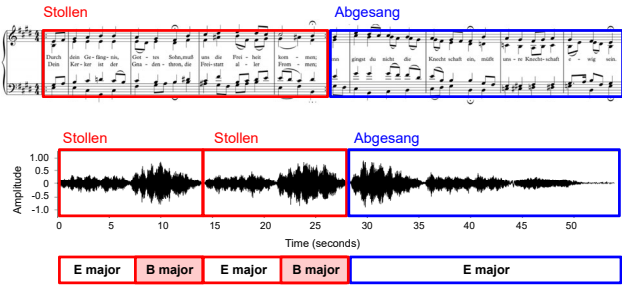 Stollen Abgesang
Durch dein Ge-fäng-nis, Got-tes Sohn,muß uns die Frei-heit kom-men;
Dein Ker-ker ist der Gna-den-thron, die Frei-statt al-ler From-men;
gingst du nicht die Knecht schaft ein, müßt uns-re Knecht-schaft e-wig sein.
Stollen Stollen Abgesang
Amplitude
1.00
0.5
0.0
-0.5
-1.0
0 5 10 15 20 25 30 35 40 45 50
Time (seconds)
E major B major E major B major E major